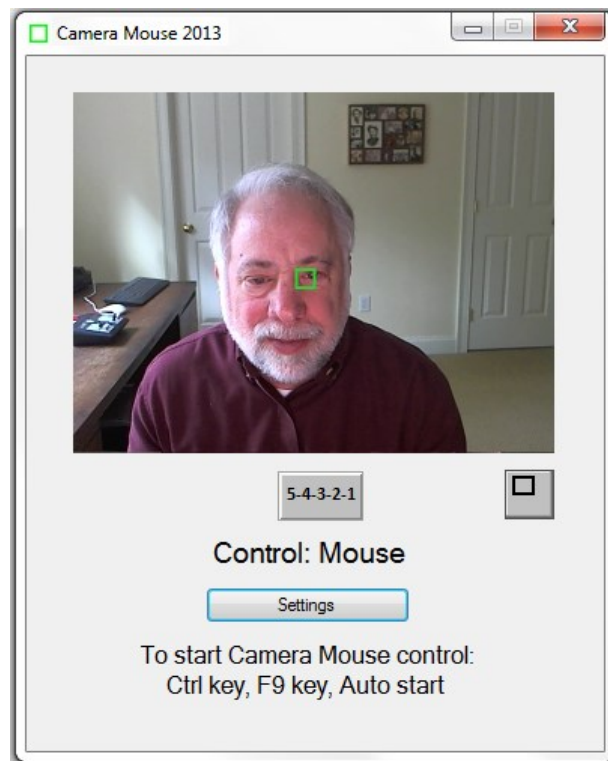 Camera Mouse 2013
5-4-3-2-1
Control: Mouse
Settings
To start Camera Mouse control:
Ctrl key, F9 key, Auto start